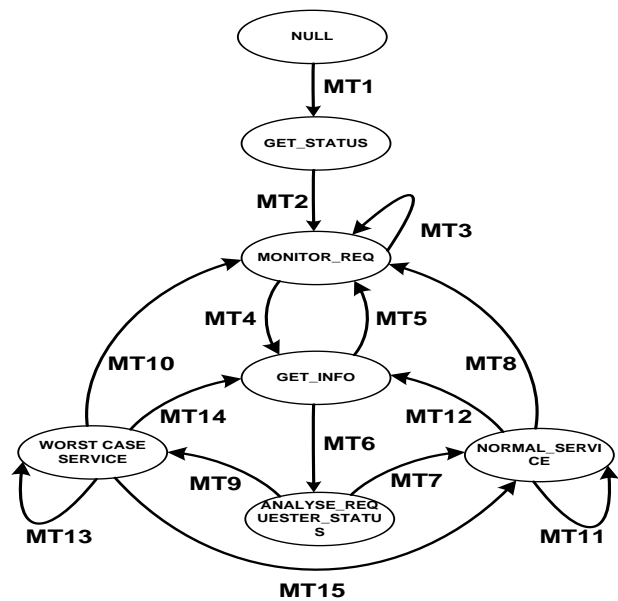 NULL
MT1
GET_STATUS
MT2
MT3
MONITOR_REQ
MT4
MT5
MT10
MT8
GET_INFO
MT14
MT12
MT6
WORST CASE
SERVICE
NORMAL_SERVI
CE
MT9
MT7
ANALYSE_REQ
UESTER_STATU
S
MT13
MT11
MT15